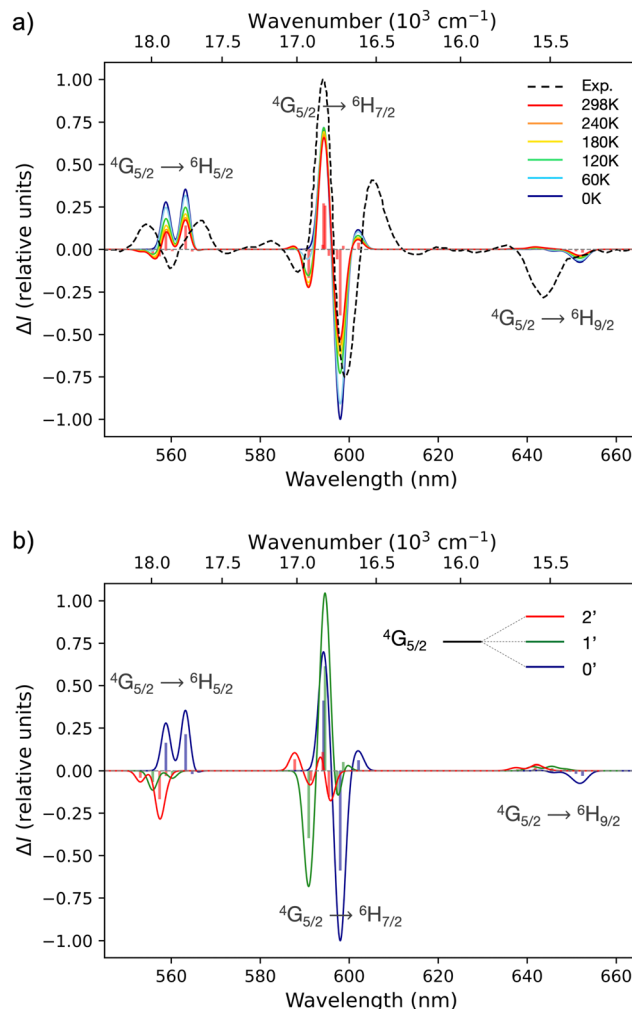 a)
Wavenumber (10³ cm⁻¹)
18.0 17.5 17.0 16.5 16.0 15.5
1.00
0.75
0.50
0.25
0.00
−0.25
−0.50
−0.75
−1.00
ΔI (relative units)
⁴G₅/₂ → ⁶H₇/₂
⁴G₅/₂ → ⁶H₅/₂
⁴G₅/₂ → ⁶H₉/₂
Exp.
298K
240K
180K
120K
60K
0K
560 580 600 620 640 660
Wavelength (nm)
b)
Wavenumber (10³ cm⁻¹)
18.0 17.5 17.0 16.5 16.0 15.5
1.00
0.75
0.50
0.25
0.00
−0.25
−0.50
−0.75
−1.00
ΔI (relative units)
⁴G₅/₂
2'
1'
0'
⁴G₅/₂ → ⁶H₅/₂
⁴G₅/₂ → ⁶H₉/₂
⁴G₅/₂ → ⁶H₇/₂
560 580 600 620 640 660
Wavelength (nm)